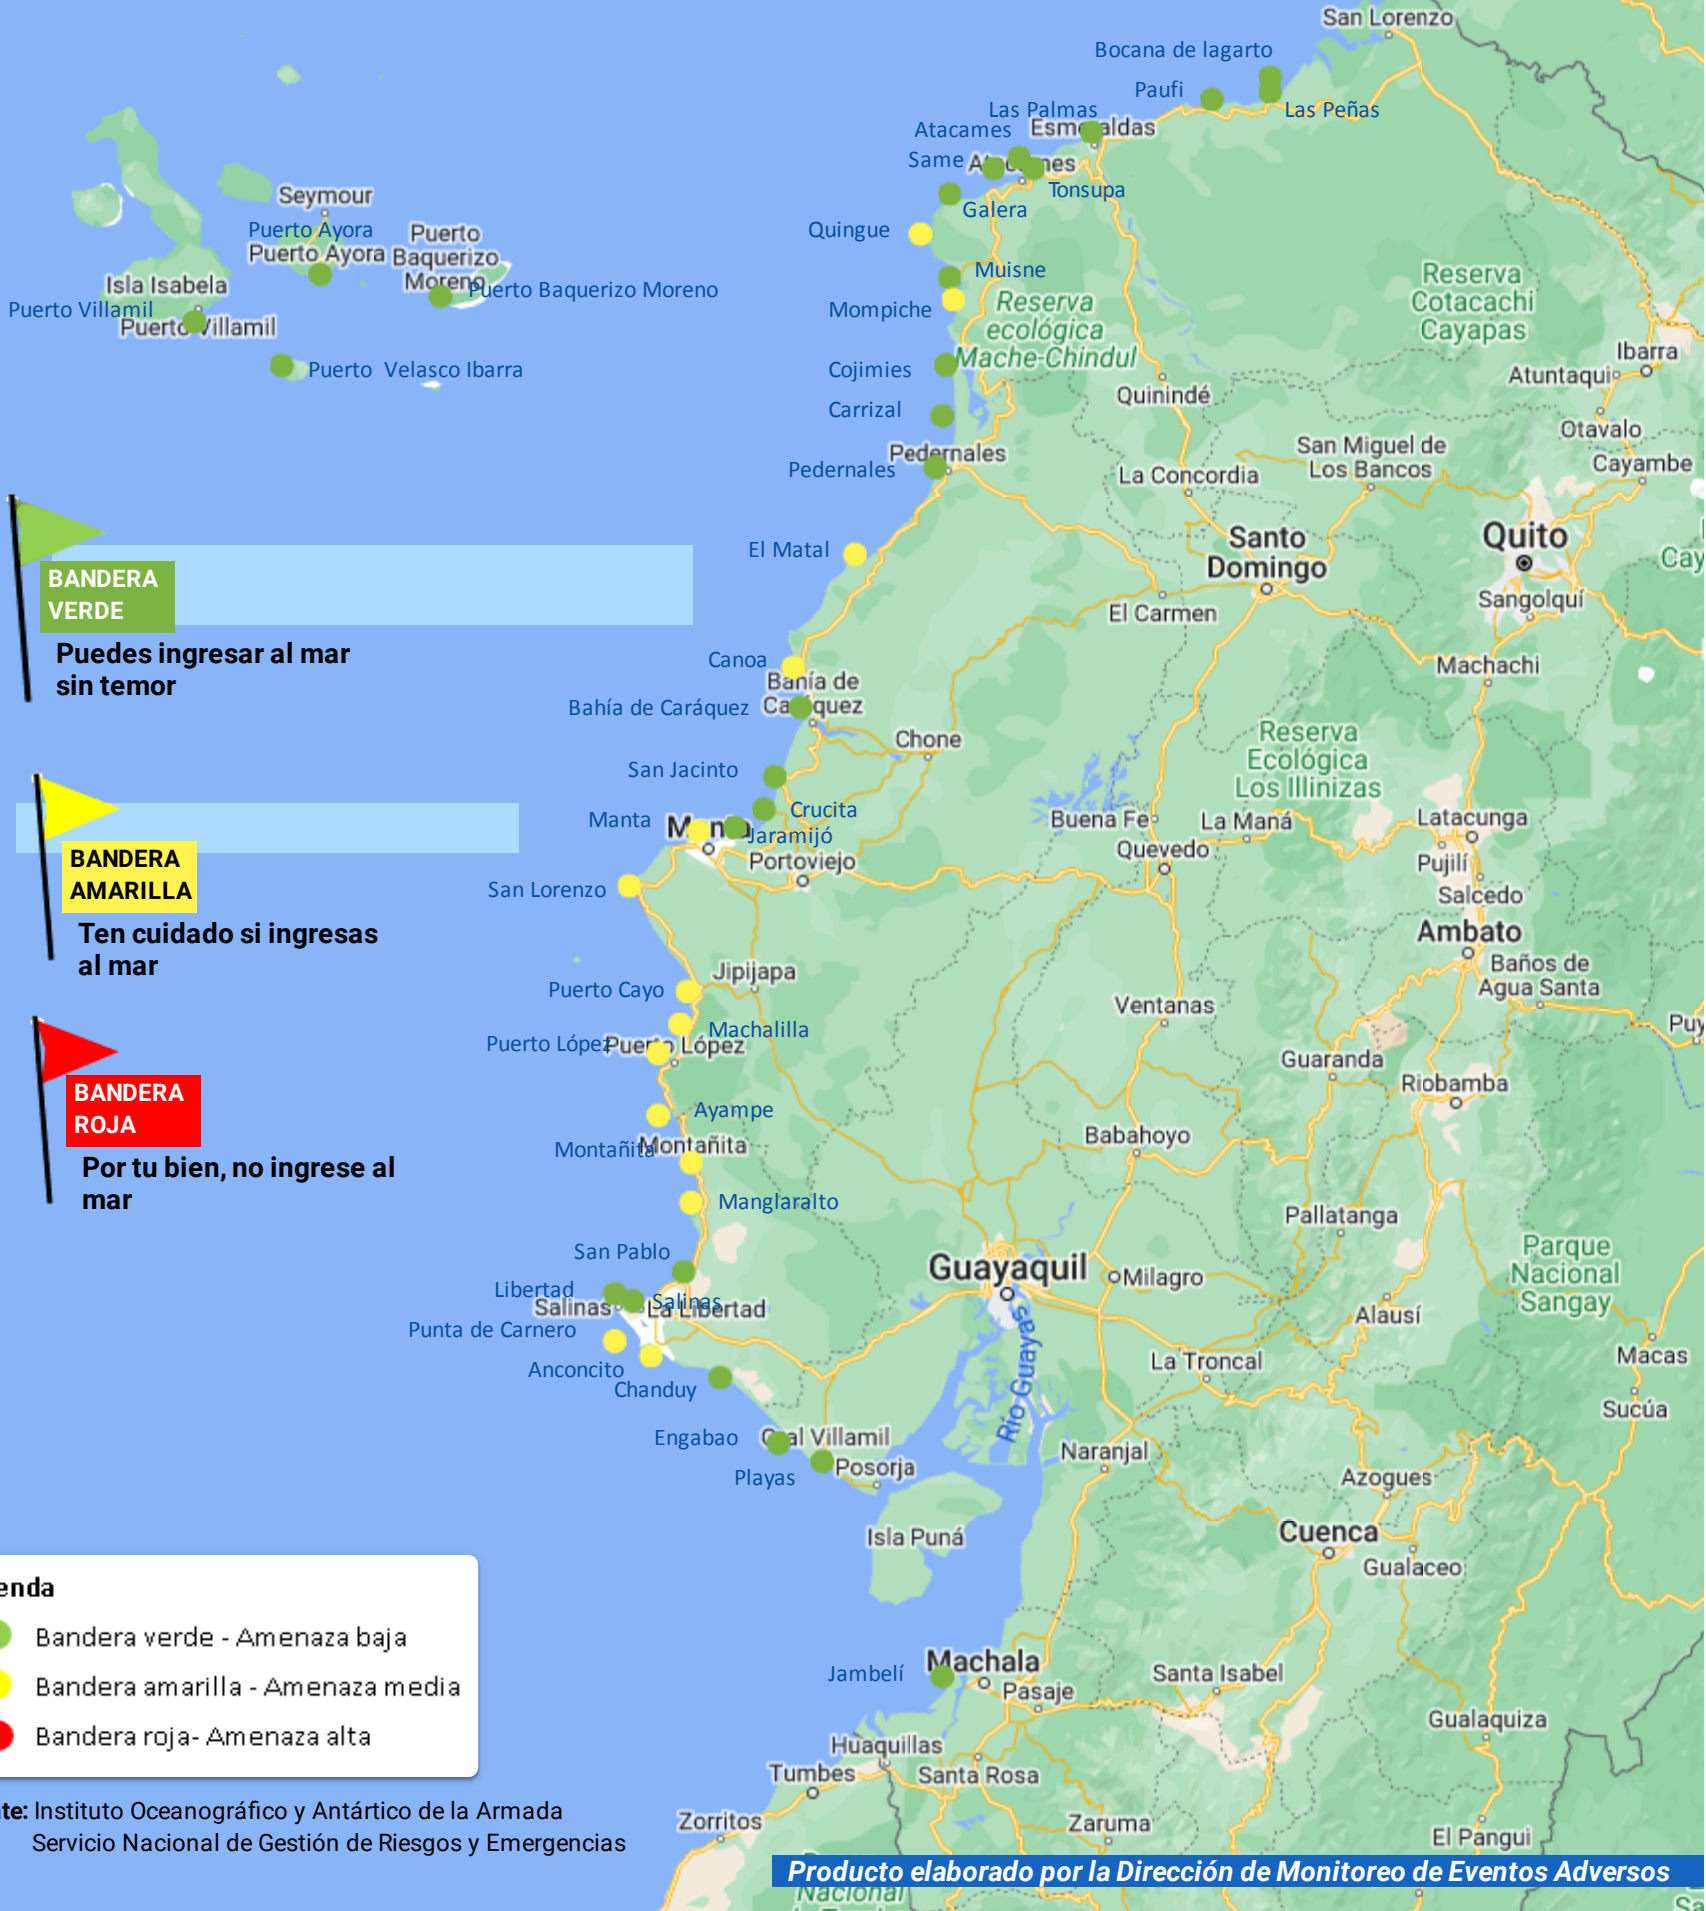 San Lorenzo
Bocana de lagarto
Paufi
Las Peñas
Las Palmas
Atacames
Same
Tonsupa
Galera
Quingue
Muisne
Mompiche
Reserva
ecológica
Mache-Chindul
Cojimies
Carrizal
Quinindé
Pedernales
Pedernales
La Concordia
San Miguel de
Los Bancos
Reserva
Cotacachi
Cayapas
Ibarra
Atuntaqui
Otavalo
Cayambe
Seymour
Puerto Ayora
Puerto Ayora
Puerto
Baquerizo
Moreno
Puerto Baquerizo Moreno
Isla Isabela
Puerto Villamil
Puerto Villamil
Puerto Velasco Ibarra
BANDERA
VERDE
Puedes ingresar al mar
sin temor
BANDERA
AMARILLA
Ten cuidado si ingresas
al mar
BANDERA
ROJA
Por tu bien, no ingrese al
mar
El Matal
Santo
Domingo
Quito
Sangolquí
El Carmen
Machachi
Canoa
Bahía de
Bahía de Caráquez
Chone
Reserva
Ecológica
Los Illinizas
San Jacinto
Crucita
Manta
Jaramijó
Portoviejo
Buena Fe
La Maná
Quevedo
Latacunga
Pujilí
Salcedo
San Lorenzo
Ambato
Baños de
Agua Santa
Jipijapa
Puerto Cayo
Ventanas
Machalilla
Puerto López
Puerto López
Guaranda
Riobamba
Ayampe
Montañita
Montañita
Babahoyo
Manglaralto
Pallatanga
San Pablo
Guayaquil
Milagro
Parque
Nacional
Sangay
Libertad
Salinas
Salinas
La Libertad
Punta de Carnero
Alausí
Río Guayas
Anconcito
La Troncal
Macas
Chanduy
Sucúa
Engabao
Playas
Posorja
Naranjal
Azogues
Isla Puná
Cuenca
Gualaceo
enda
Bandera verde - Amenaza baja
Bandera amarilla - Amenaza media
Bandera roja- Amenaza alta
Jambelí
Machala
Pasaje
Santa Isabel
Gualaquiza
Huaquillas
Tumbes
Santa Rosa
Zorritos
Zaruma
El Pangui
te: Instituto Oceanográfico y Antártico de la Armada
Servicio Nacional de Gestión de Riesgos y Emergencias
Producto elaborado por la Dirección de Monitoreo de Eventos Adversos
Nacional